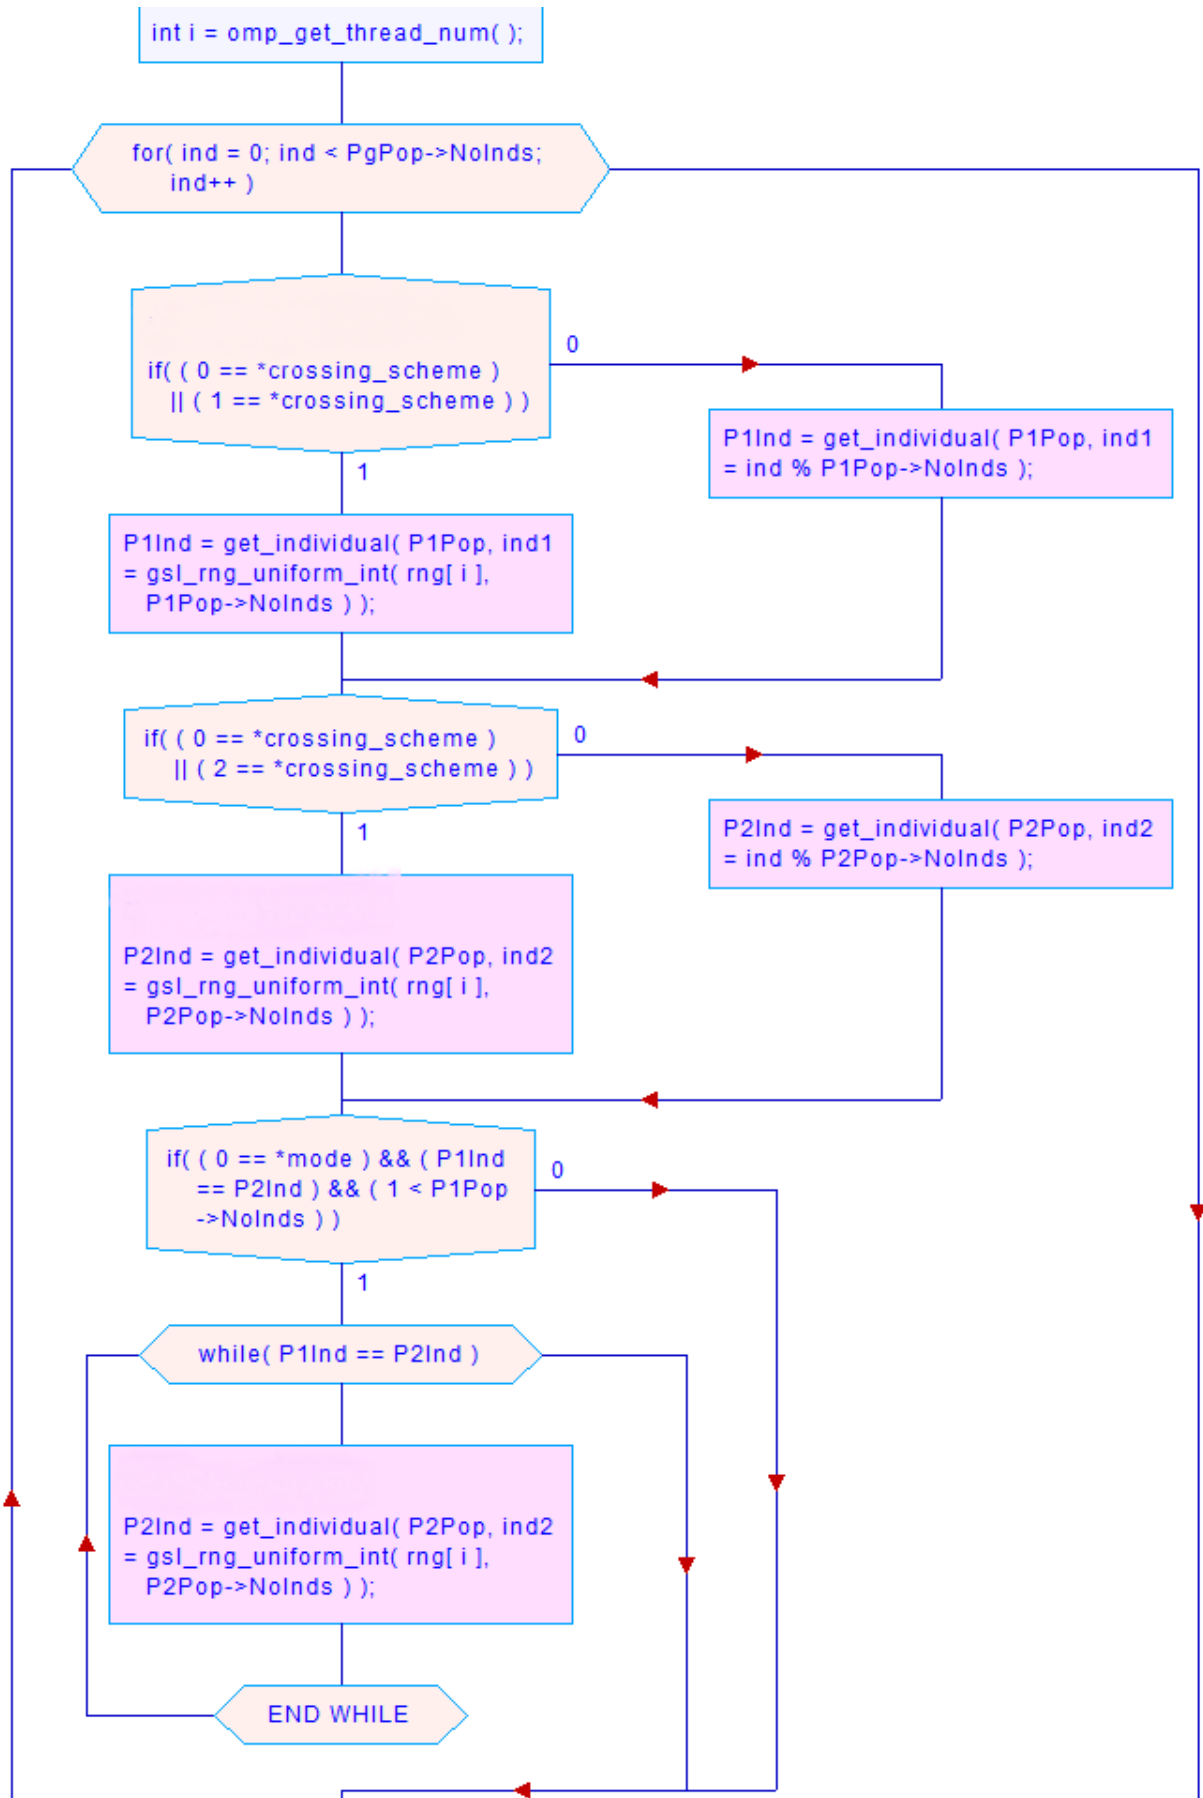 int i = omp_get_thread_num( );
for( ind = 0; ind < PgPop->NoInds;
ind++ )
if( ( 0 == *crossing_scheme )
|| ( 1 == *crossing_scheme ) )
0
P1Ind = get_individual( P1Pop, ind1
= ind % P1Pop->NoInds );
1
P1Ind = get_individual( P1Pop, ind1
= gsl_rng_uniform_int( rng[ i ],
P1Pop->NoInds ) );
if( ( 0 == *crossing_scheme )
|| ( 2 == *crossing_scheme ) )
0
P2Ind = get_individual( P2Pop, ind2
= ind % P2Pop->NoInds );
1
P2Ind = get_individual( P2Pop, ind2
= gsl_rng_uniform_int( rng[ i ],
P2Pop->NoInds ) );
if( ( 0 == *mode ) && ( P1Ind
== P2Ind ) && ( 1 < P1Pop
->NoInds ) )
0
1
while( P1Ind == P2Ind )
P2Ind = get_individual( P2Pop, ind2
= gsl_rng_uniform_int( rng[ i ],
P2Pop->NoInds ) );
END WHILE